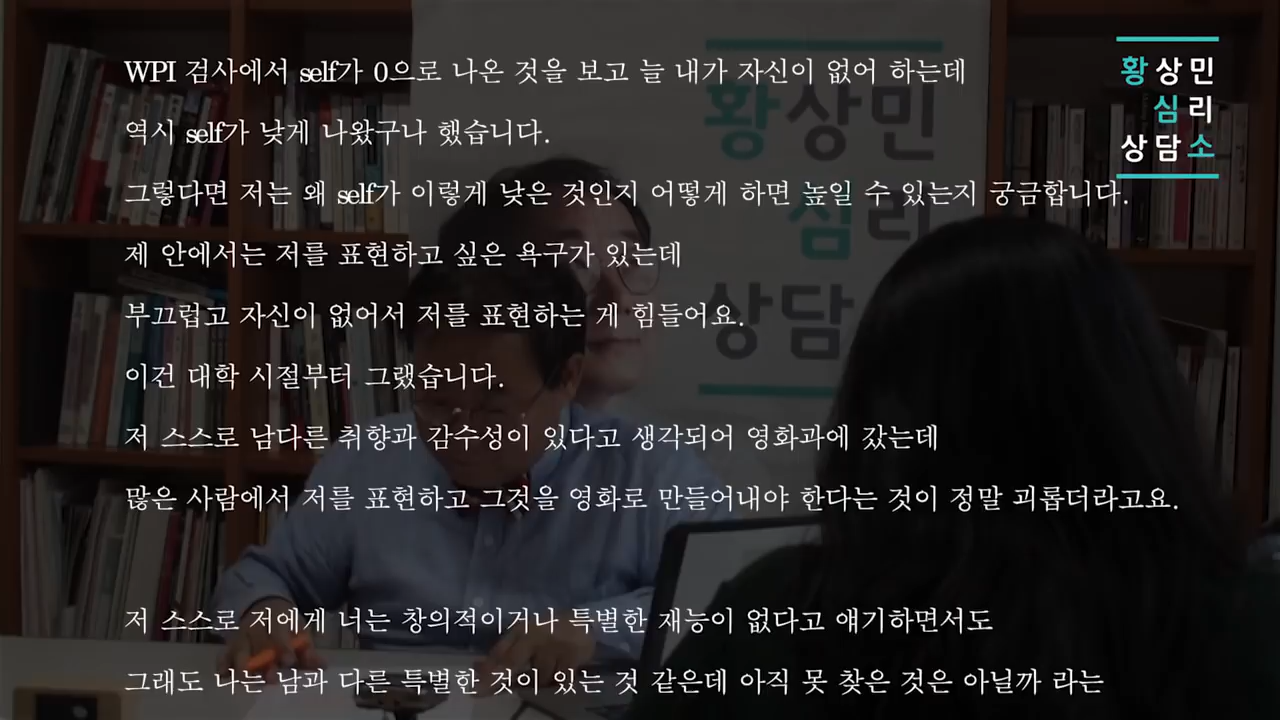 WPI 검사에서 self가 0으로 나온 것을 보고 늘 내가 자신이 없어 하는데
역시 self가 낮게 나왔구나 했습니다.
그렇다면 저는 왜 self가 이렇게 낮은 것인지 어떻게 하면 높일 수 있는지 궁금합니다.
제 안에서는 저를 표현하고 싶은 욕구가 있는데
부끄럽고 자신이 없어서 저를 표현하는 게 힘들어요.
이건 대학 시절부터 그랬습니다.
저 스스로 남다른 취향과 감수성이 있다고 생각되어 영화과에 갔는데
많은 사람에서 저를 표현하고 그것을 영화로 만들어내야 한다는 것이 정말 괴롭더라고요.
저 스스로 저에게 너는 창의적이거나 특별한 재능이 없다고 얘기하면서도
그래도 나는 남과 다른 특별한 것이 있는 것 같은데 아직 못 찾은 것은 아닐까 라는
황상민
심리
상담소
황상민
심리
상담